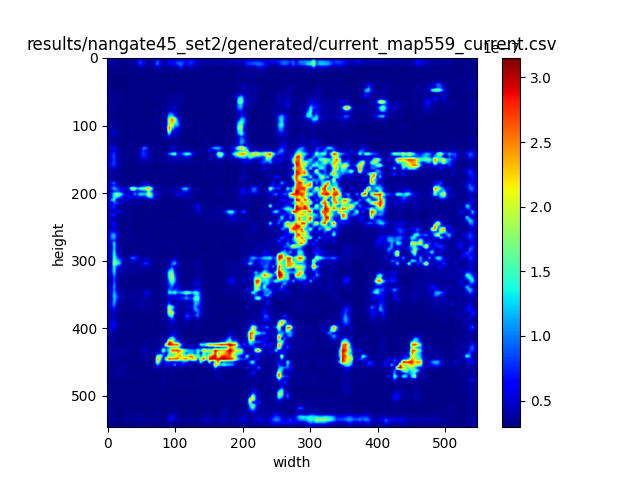 results/nangate45_set2/generated/current_map559_current.csv
1e−7
0
100
200
300
400
500
height
0 100 200 300 400 500
width
3.0
2.5
2.0
1.5
1.0
0.5